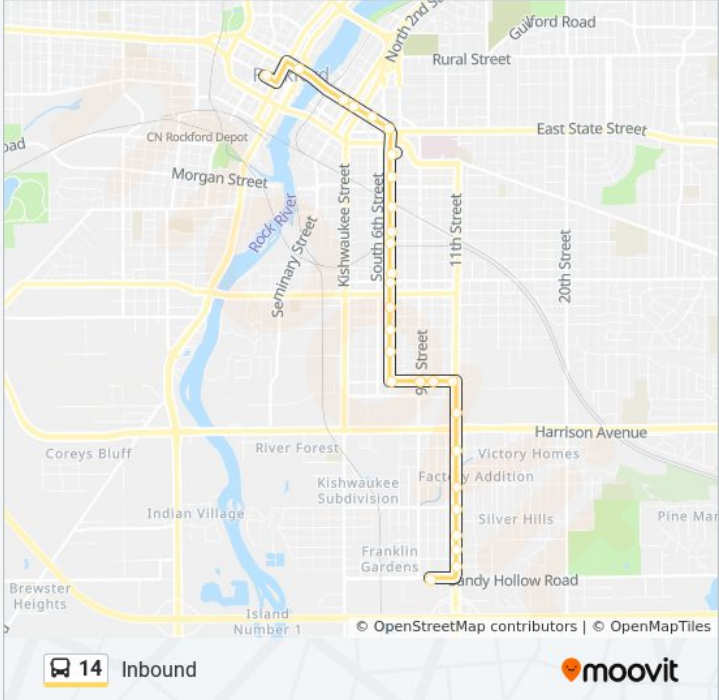 North 2nd S
Guilford Road
Rural Street
Rockford
East State Street
CN Rockford Depot
oad
Morgan Street
Rock River
Seminary Street
Kishwaukee Street
South 6th Street
11th Street
20th Street
9th Street
Harrison Avenue
Coreys Bluff
River Forest
Victory Homes
Factory Addition
Kishwaukee
Subdivision
Indian Village
Silver Hills
Pine Mar
Franklin
Gardens
Sandy Hollow Road
Brewster
Heights
Island
Number 1
© OpenStreetMap contributors | © OpenMapTiles
14 Inbound
moovit